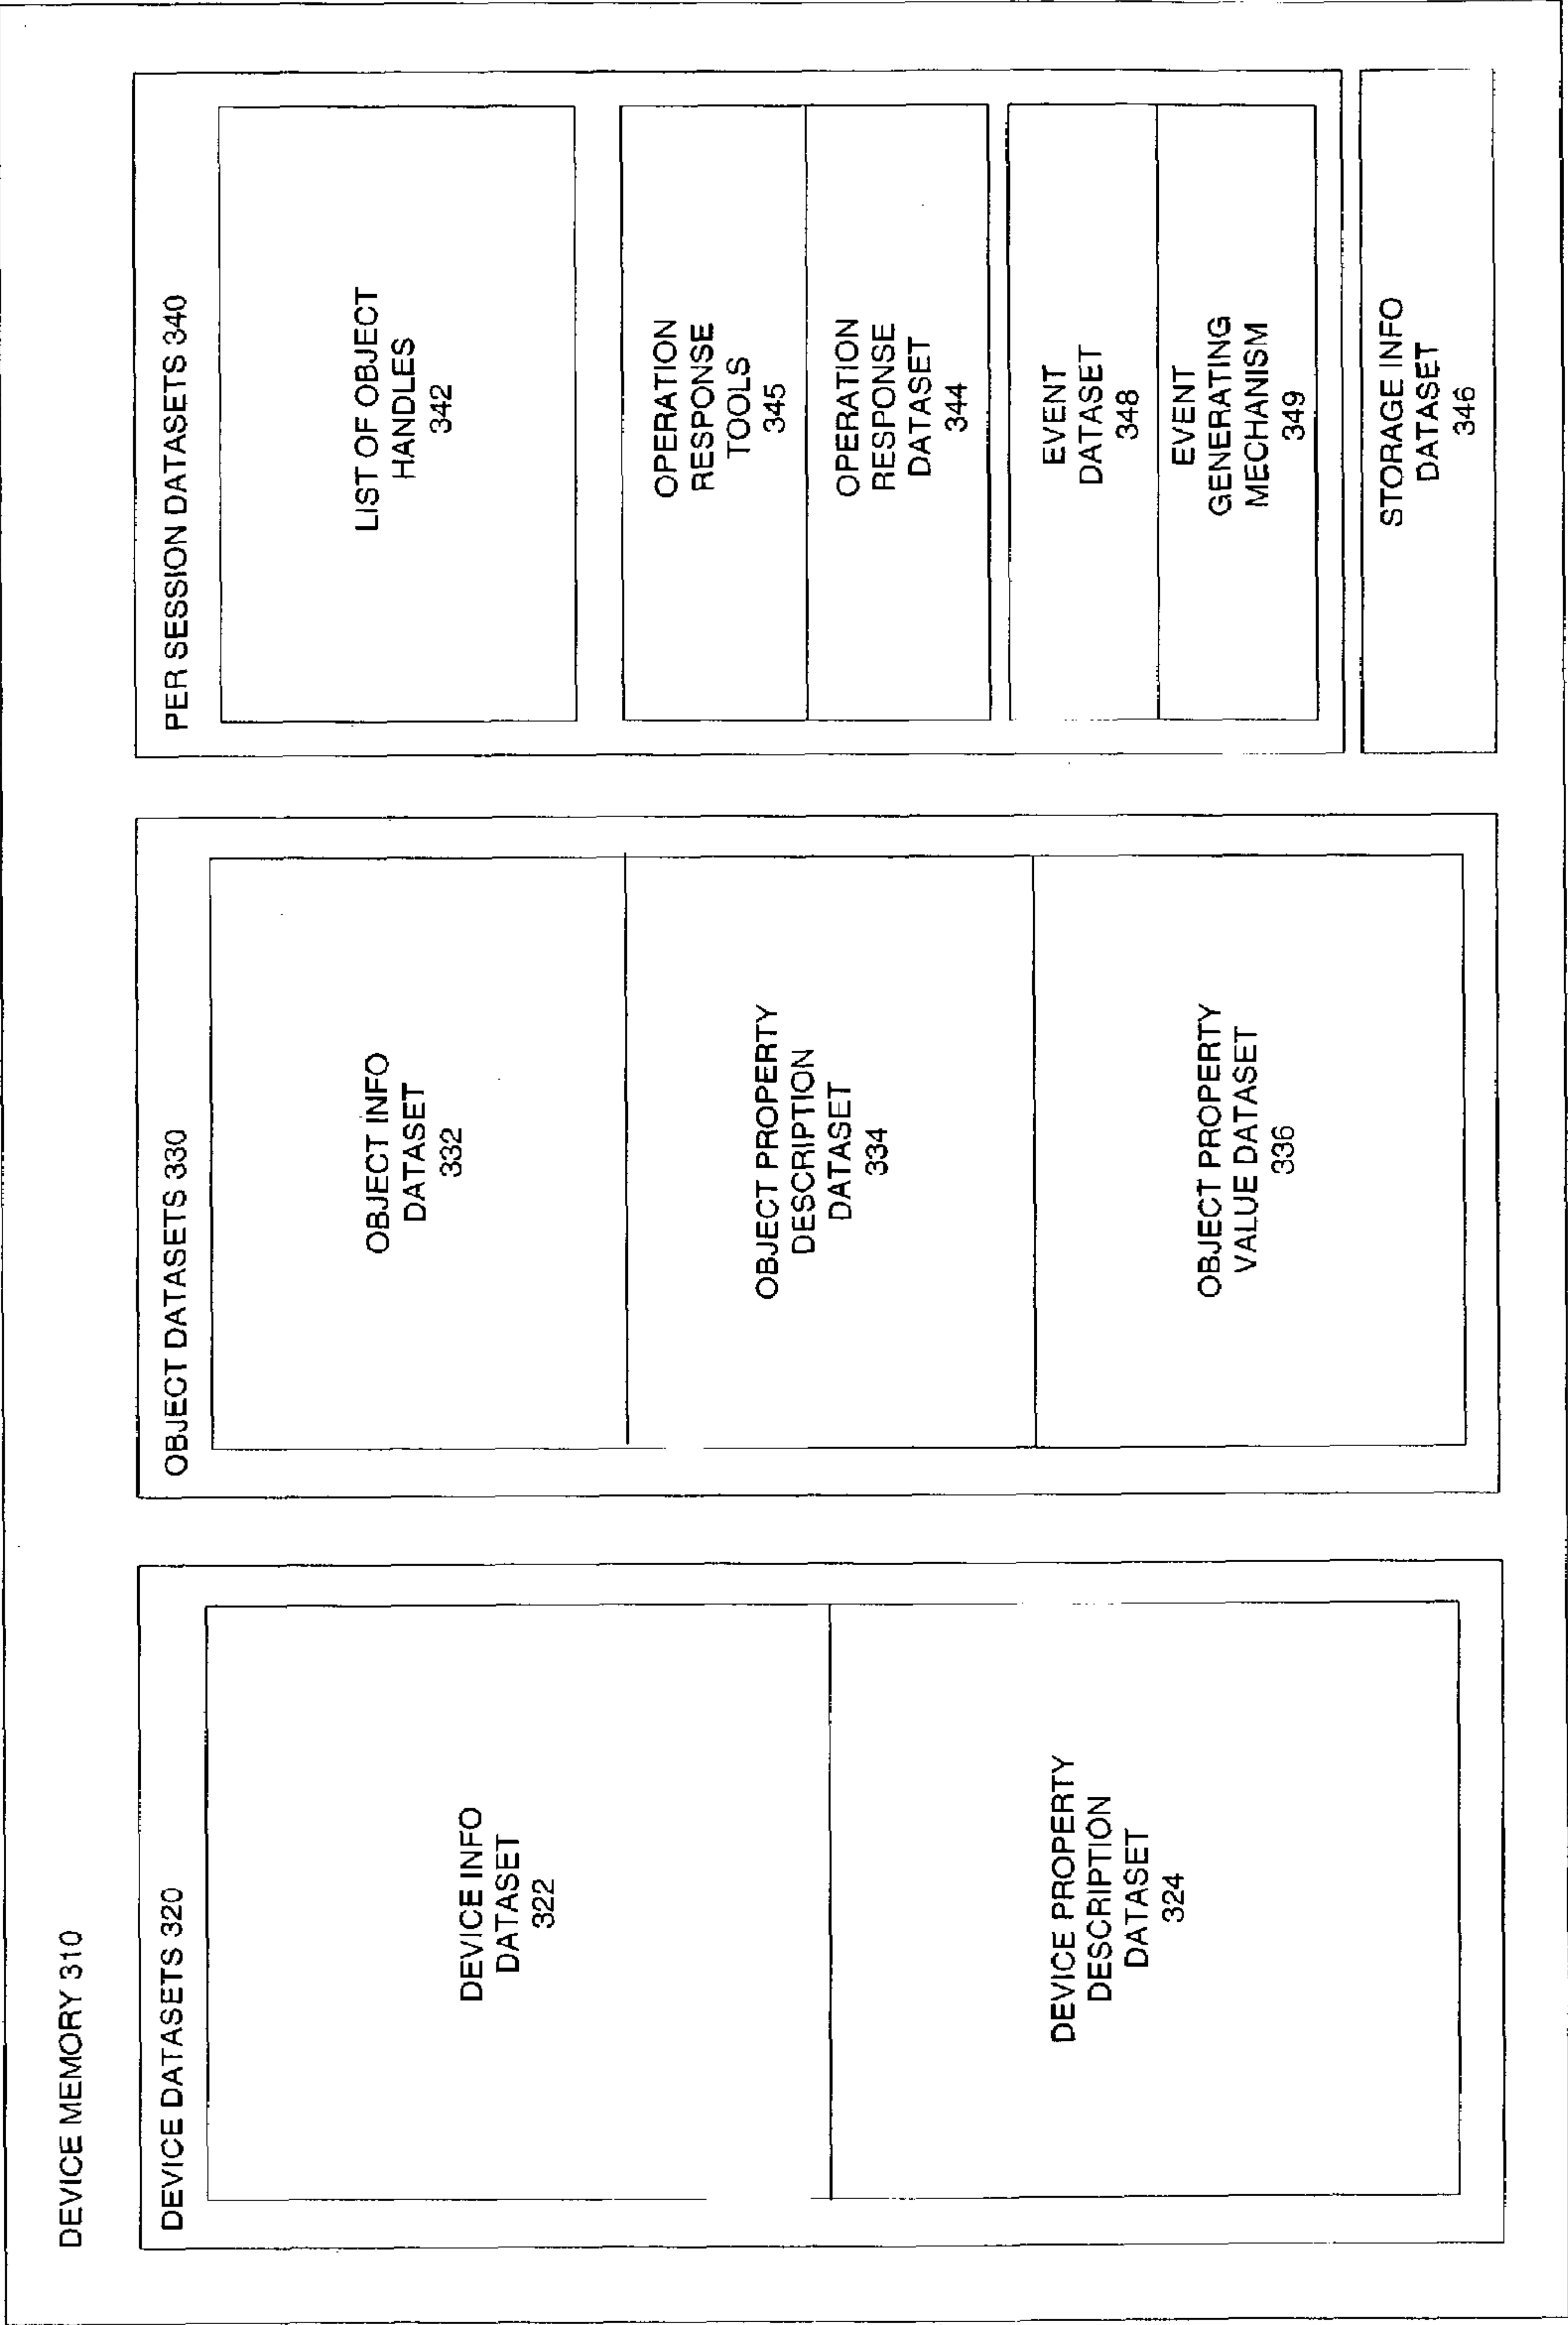 DEVICE MEMORY 310
DEVICE DATASETS 320
DEVICE INFO
DATASET
322
DEVICE PROPERTY
DESCRIPTION
DATASET
324
OBJECT DATASETS 330
OBJECT INFO
DATASET
332
OBJECT PROPERTY
DESCRIPTION
DATASET
334
OBJECT PROPERTY
VALUE DATASET
336
PER SESSION DATASETS 340
LIST OF OBJECT
HANDLES
342
OPERATION
RESPONSE
TOOLS
345
OPERATION
RESPONSE
DATASET
344
EVENT
DATASET
348
EVENT
GENERATING
MECHANISM
349
STORAGE INFO
DATASET
346